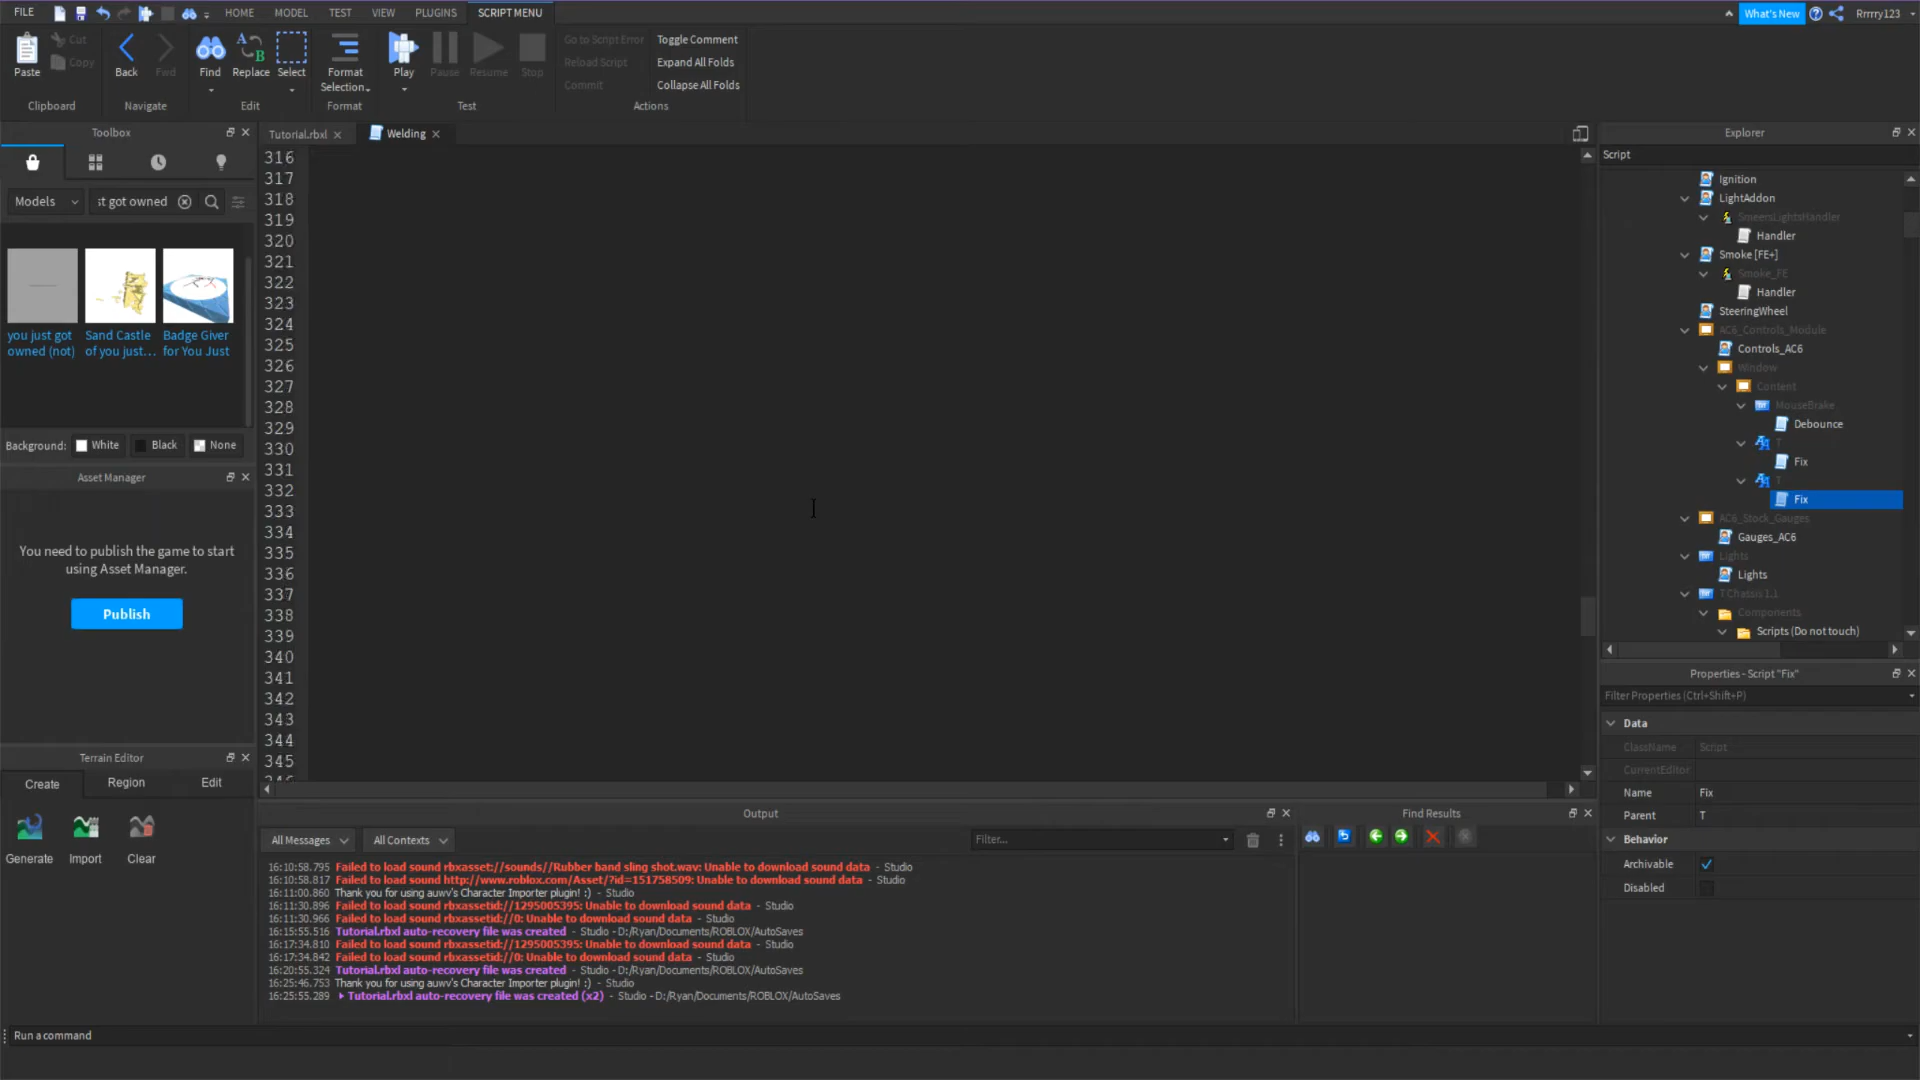 FILE
HOME
MODEL
TEST
VIEW
PLUGINS
SCRIPT MENU
What's New
Rrrrry123
Paste
Cut
Copy
Clipboard
Back
Fwd
Navigate
Find
Replace
Select
Edit
Format
Selection
Format
Play
Pause
Resume
Stop
Test
Go to Script Error
Reload Script
Commit
Toggle Comment
Expand All Folds
Collapse All Folds
Actions
Toolbox
Models
st got owned
you just got
owned (not)
Sand Castle
of you just...
Badge Giver
for You Just
Background:
White
Black
None
Asset Manager
You need to publish the game to start
using Asset Manager.
Publish
Terrain Editor
Create
Region
Edit
Generate
Import
Clear
Tutorial.rbxl
Welding
316
317
318
319
320
321
322
323
324
325
326
327
328
329
330
331
332
333
334
335
336
337
338
339
340
341
342
343
344
345
346
Output
All Messages
All Contexts
Filter...
16:10:58.795 Failed to load sound rbxasset://sounds//Rubber band sling shot.wav: Unable to download sound data - Studio
16:10:58.817 Failed to load sound http://www.roblox.com/Asset/?id=151758509: Unable to download sound data - Studio
16:11:00.860 Thank you for using auwv's Character Importer plugin! :) - Studio
16:11:30.896 Failed to load sound rbxassetid://1295005395: Unable to download sound data - Studio
16:11:30.966 Failed to load sound rbxassetid://0: Unable to download sound data - Studio
16:15:55.516 Tutorial.rbxl auto-recovery file was created - Studio - D:/Ryan/Documents/ROBLOX/AutoSaves
16:17:34.810 Failed to load sound rbxassetid://1295005395: Unable to download sound data - Studio
16:17:34.842 Failed to load sound rbxassetid://0: Unable to download sound data - Studio
16:20:55.324 Tutorial.rbxl auto-recovery file was created - Studio - D:/Ryan/Documents/ROBLOX/AutoSaves
16:25:46.753 Thank you for using auwv's Character Importer plugin! :) - Studio
16:25:55.289 Tutorial.rbxl auto-recovery file was created (x2) - Studio - D:/Ryan/Documents/ROBLOX/AutoSaves
Find Results
Explorer
Script
Ignition
LightAddon
SmeersLightsHandler
Handler
Smoke [FE+]
Smoke_FE
Handler
SteeringWheel
AC6_Controls_Module
Controls_AC6
Window
Content
MouseBrake
Debounce
T
Fix
T
Fix
AC6_Stock_Gauges
Gauges_AC6
Lights
Lights
TChassis 1.1
Components
Scripts (Do not touch)
Properties - Script "Fix"
Filter Properties (Ctrl+Shift+P)
Data
ClassName Script
CurrentEditor
Name Fix
Parent T
Behavior
Archivable
Disabled
Run a command